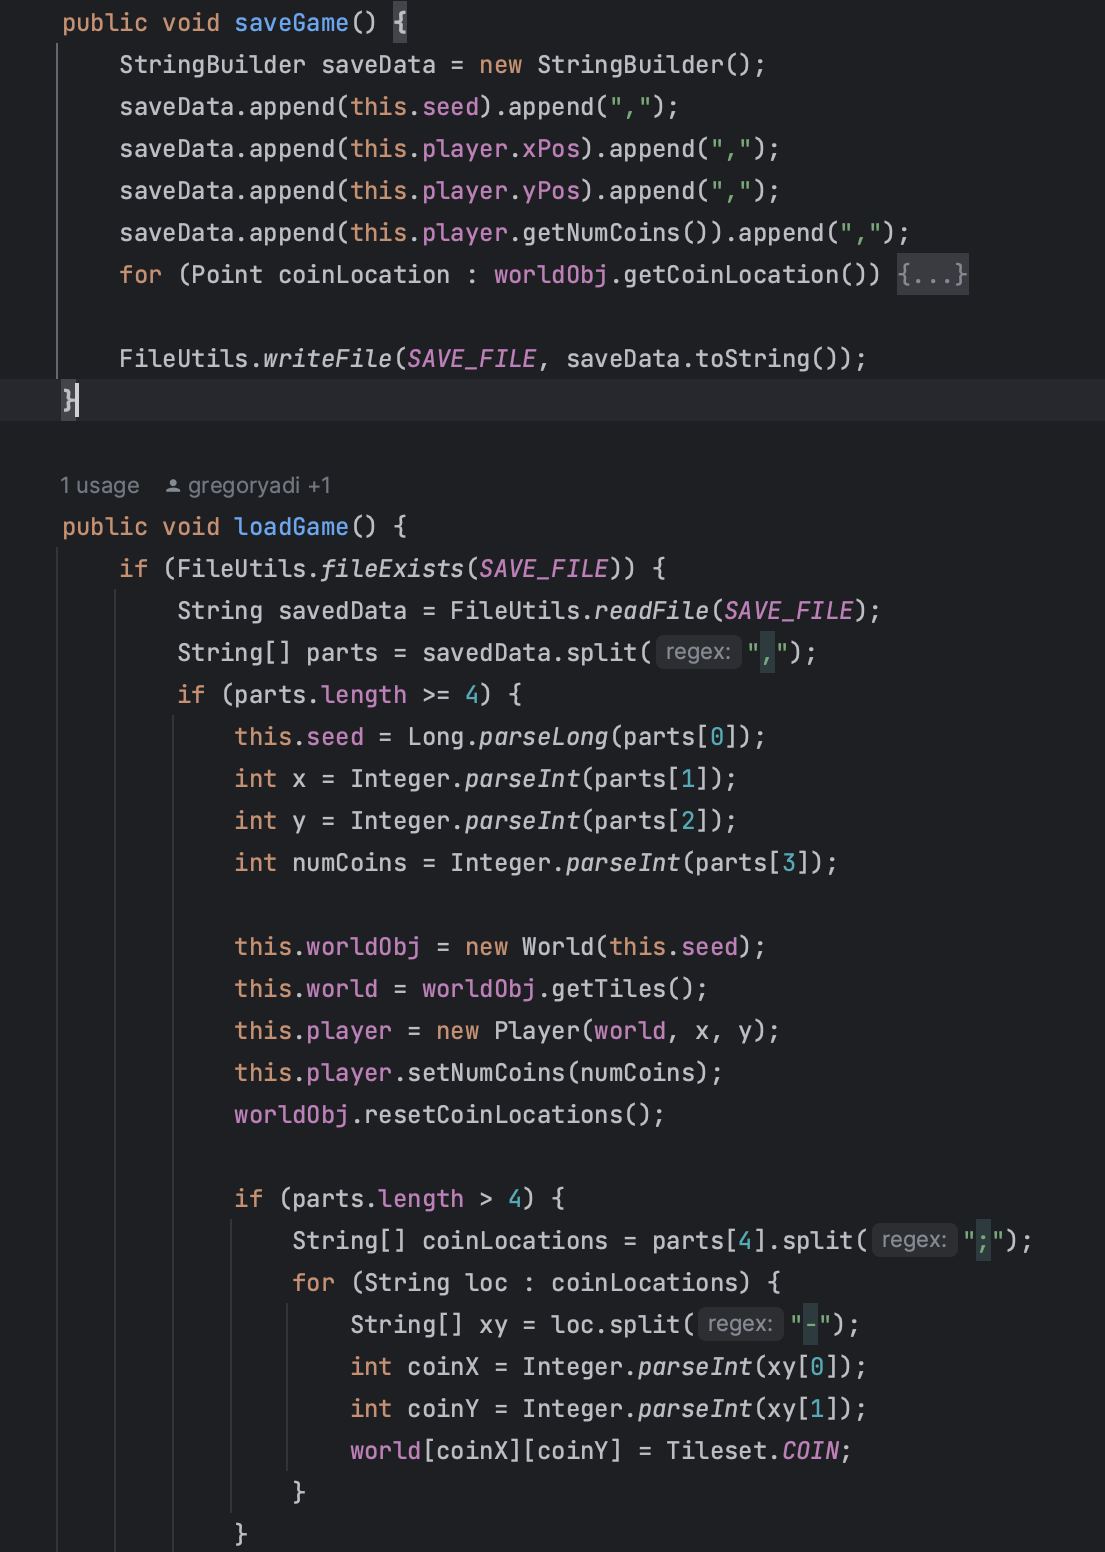 public void saveGame() {
StringBuilder saveData = new StringBuilder();
saveData.append(this.seed).append(",");
saveData.append(this.player.xPos).append(",");
saveData.append(this.player.yPos).append(",");
saveData.append(this.player.getNumCoins()).append(",");
for (Point coinLocation : worldObj.getCoinLocation()) {...}
FileUtils.writeFile(SAVE_FILE, saveData.toString());
}
1 usage gregoryadi +1
public void loadGame() {
if (FileUtils.fileExists(SAVE_FILE)) {
String savedData = FileUtils.readFile(SAVE_FILE);
String[] parts = savedData.split( regex: ",");
if (parts.length >= 4) {
this.seed = Long.parseLong(parts[0]);
int x = Integer.parseInt(parts[1]);
int y = Integer.parseInt(parts[2]);
int numCoins = Integer.parseInt(parts[3]);
this.worldObj = new World(this.seed);
this.world = worldObj.getTiles();
this.player = new Player(world, x, y);
this.player.setNumCoins(numCoins);
worldObj.resetCoinLocations();
if (parts.length > 4) {
String[] coinLocations = parts[4].split( regex: ";");
for (String loc : coinLocations) {
String[] xy = loc.split( regex: "-");
int coinX = Integer.parseInt(xy[0]);
int coinY = Integer.parseInt(xy[1]);
world[coinX][coinY] = Tileset.COIN;
}
}